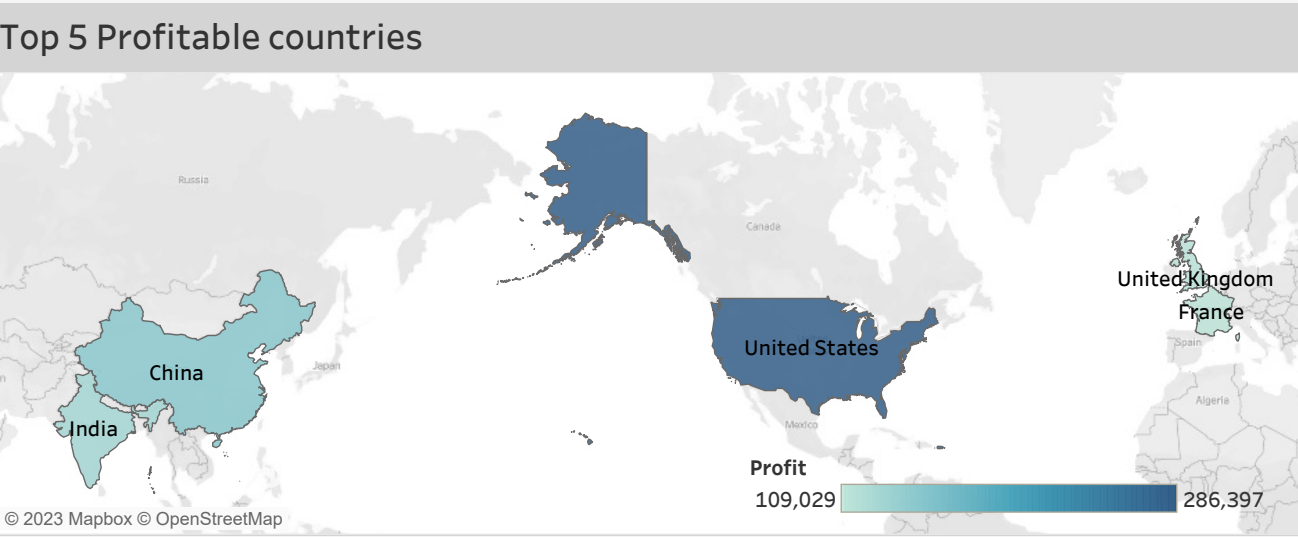 Top 5 Profitable countries
Russia
Canada
United Kingdom
France
Spain
United States
China
Japan
India
Algeria
Mexico
Profit
109,029
286,397
© 2023 Mapbox © OpenStreetMap